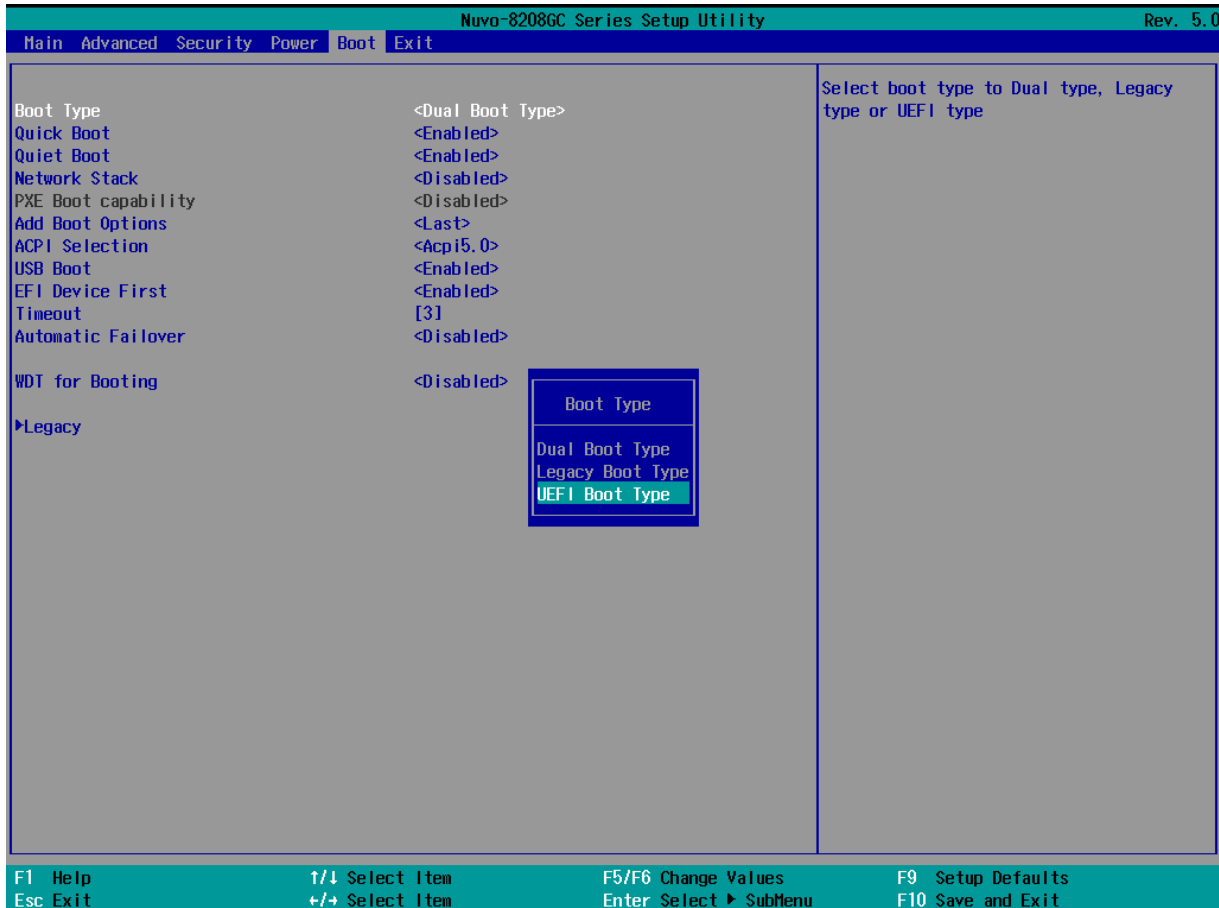 Nuvo-8208GC Series Setup Utility Rev. 5.0
Main Advanced Security Power Boot Exit
Boot Type <Dual Boot Type>
Quick Boot <Enabled>
Quiet Boot <Enabled>
Network Stack <Disabled>
PXE Boot capability <Disabled>
Add Boot Options <Last>
ACPI Selection <Acpi5.0>
USB Boot <Enabled>
EFI Device First <Enabled>
Timeout [3]
Automatic Failover <Disabled>
WDT for Booting <Disabled>
▶Legacy
Boot Type
Dual Boot Type
Legacy Boot Type
UEFI Boot Type
Select boot type to Dual type, Legacy
type or UEFI type
F1 Help ↑/↓ Select Item F5/F6 Change Values F9 Setup Defaults
Esc Exit ←/→ Select Item Enter Select ▶ SubMenu F10 Save and Exit